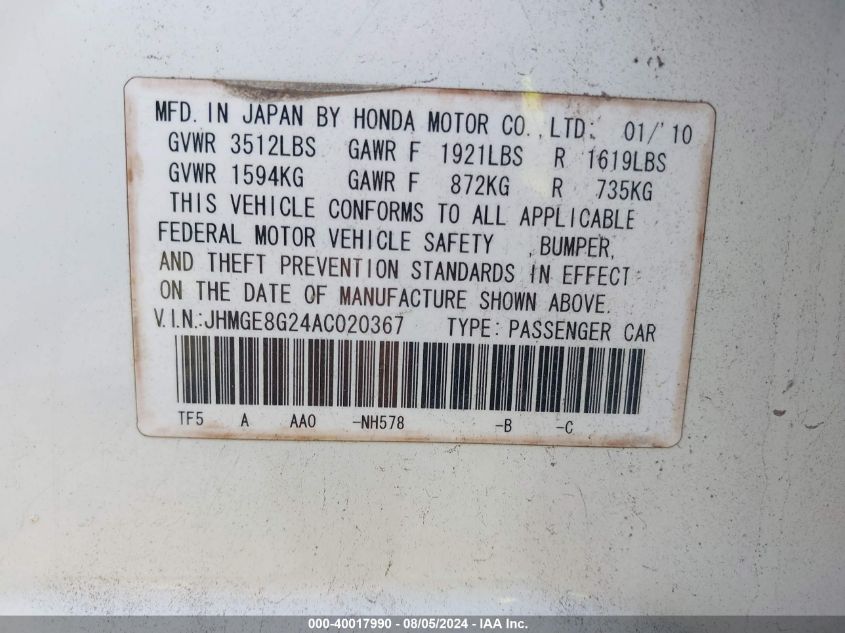 MFD. IN JAPAN BY HONDA MOTOR CO., LTD. 01/'10
GVWR 3512LBS GAWR F 1921LBS R 1619LBS
GVWR 1594KG GAWR F 872KG R 735KG
THIS VEHICLE CONFORMS TO ALL APPLICABLE
FEDERAL MOTOR VEHICLE SAFETY , BUMPER,
AND THEFT PREVENTION STANDARDS IN EFFECT
ON THE DATE OF MANUFACTURE SHOWN ABOVE.
V.I.N.:JHMGE8G24AC020367 TYPE: PASSENGER CAR
TF5 A AA0 -NH578 -B -C
000-40017990 - 08/05/2024 - IAA Inc.